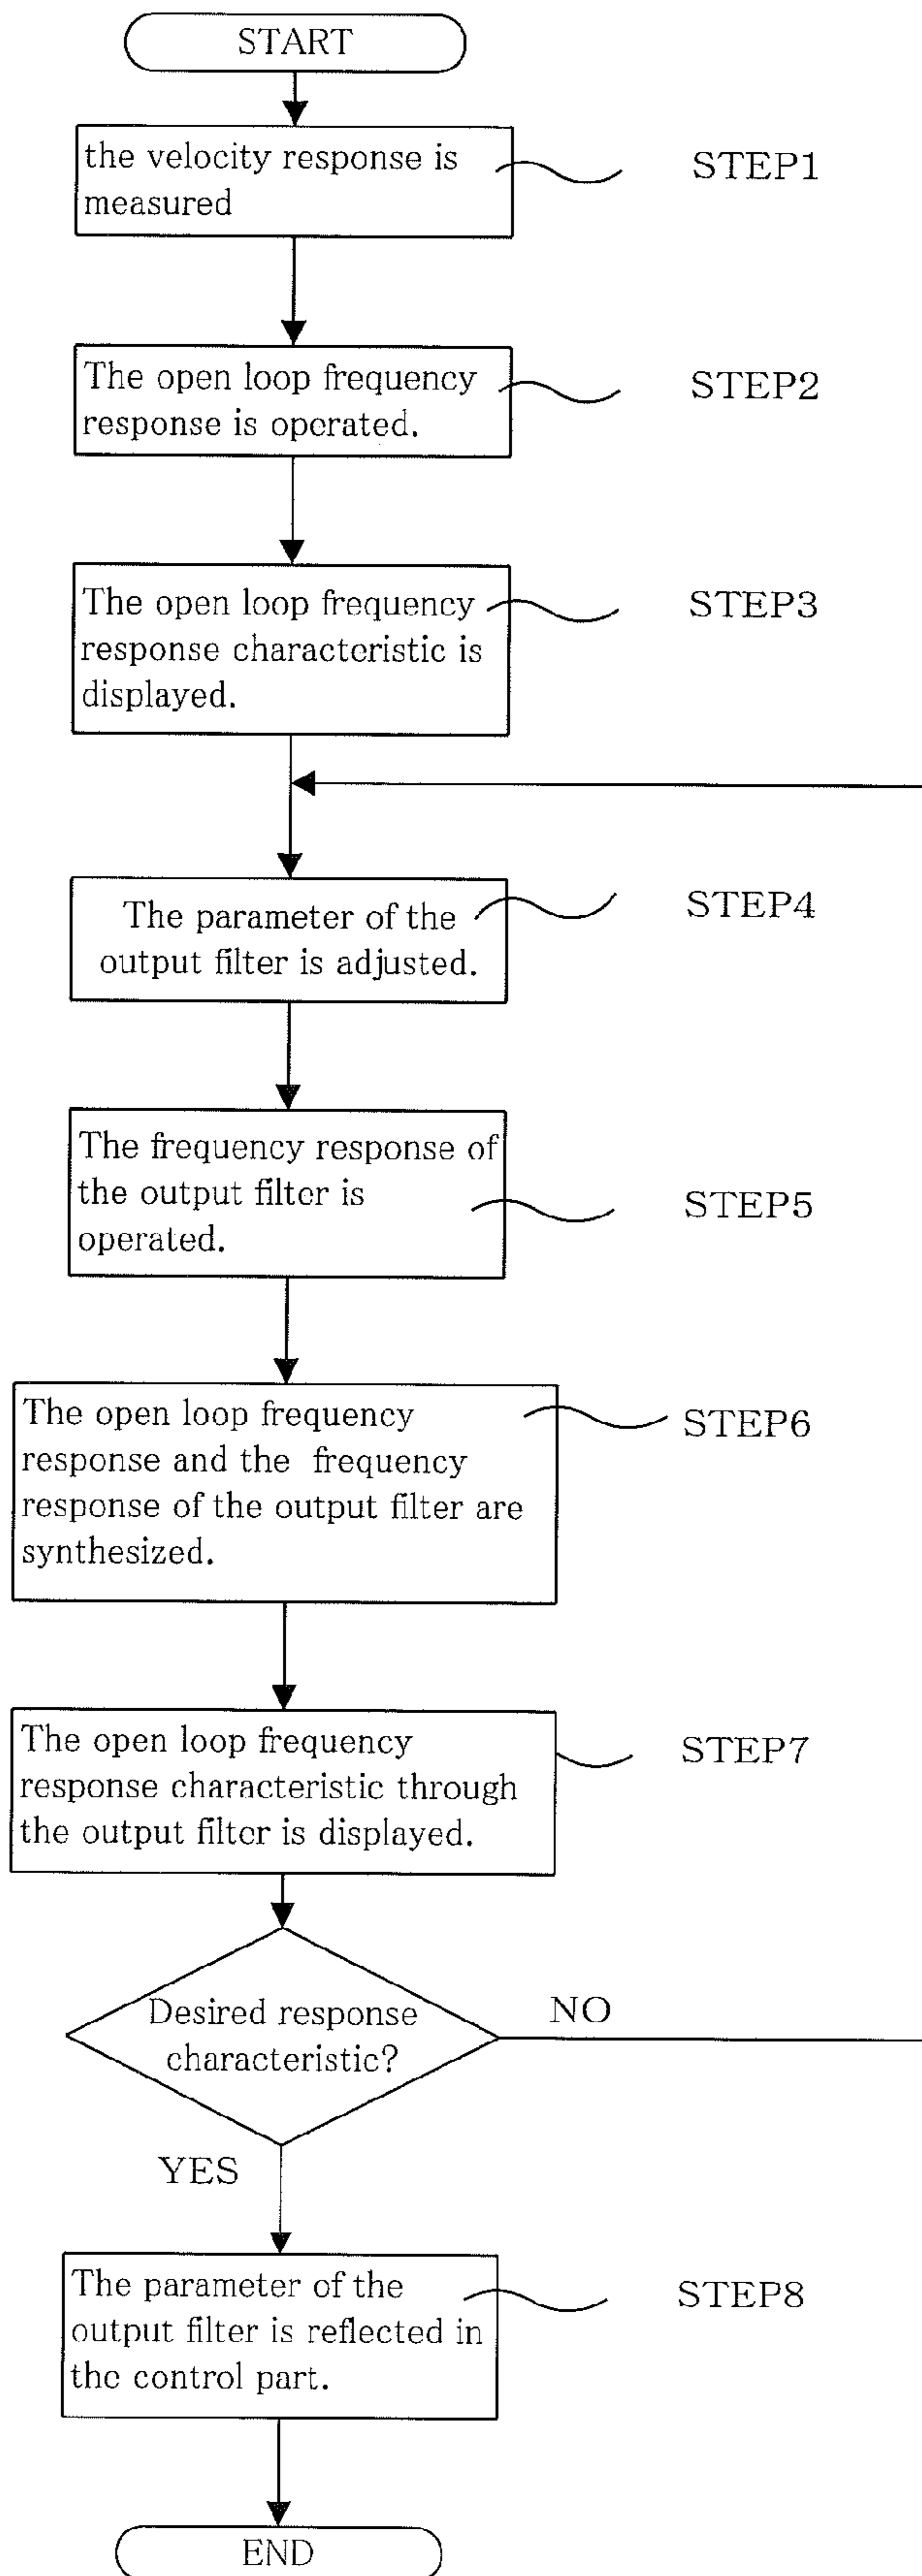 START
the velocity response is
measured
STEP1
The open loop frequency
response is operated.
STEP2
The open loop frequency
response characteristic is
displayed.
STEP3
The parameter of the
output filter is adjusted.
STEP4
The frequency response of
the output filter is
operated.
STEP5
The open loop frequency
response and the frequency
response of the output filter are
synthesized.
STEP6
The open loop frequency
response characteristic through
the output filter is displayed.
STEP7
Desired response
characteristic?
NO
YES
The parameter of the
output filter is reflected in
the control part.
STEP8
END